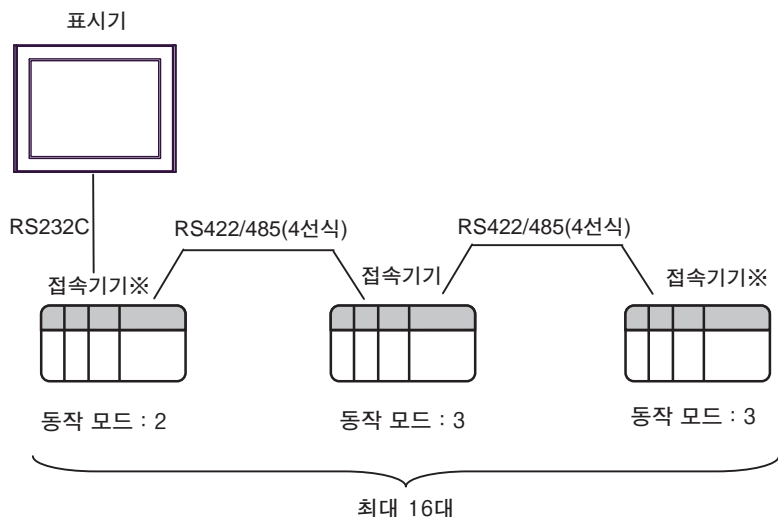 표시기
RS232C
RS422/485(4선식)
RS422/485(4선식)
접속기기※
접속기기
접속기기※
동작 모드 : 2
동작 모드 : 3
동작 모드 : 3
최대 16대